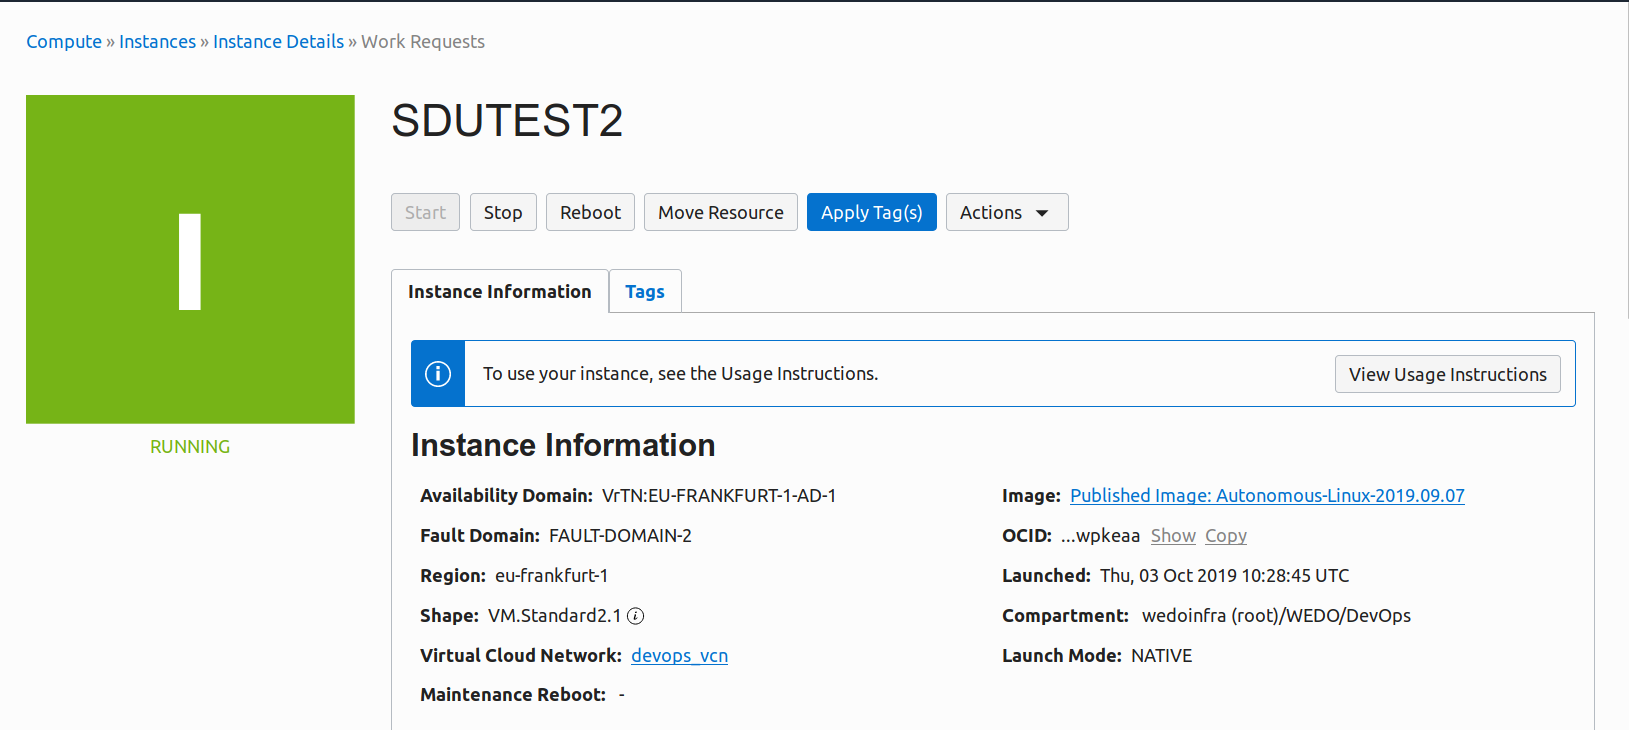 Compute » Instances » Instance Details » Work Requests
I
RUNNING
SDUTEST2
Start Stop Reboot Move Resource Apply Tag(s) Actions
Instance Information Tags
To use your instance, see the Usage Instructions. View Usage Instructions
Instance Information
Availability Domain: VrTN:EU-FRANKFURT-1-AD-1
Fault Domain: FAULT-DOMAIN-2
Region: eu-frankfurt-1
Shape: VM.Standard2.1
Virtual Cloud Network: devops_vcn
Maintenance Reboot: -
Image: Published Image: Autonomous-Linux-2019.09.07
OCID: ...wpkeaa Show Copy
Launched: Thu, 03 Oct 2019 10:28:45 UTC
Compartment: wedoinfra (root)/WEDO/DevOps
Launch Mode: NATIVE